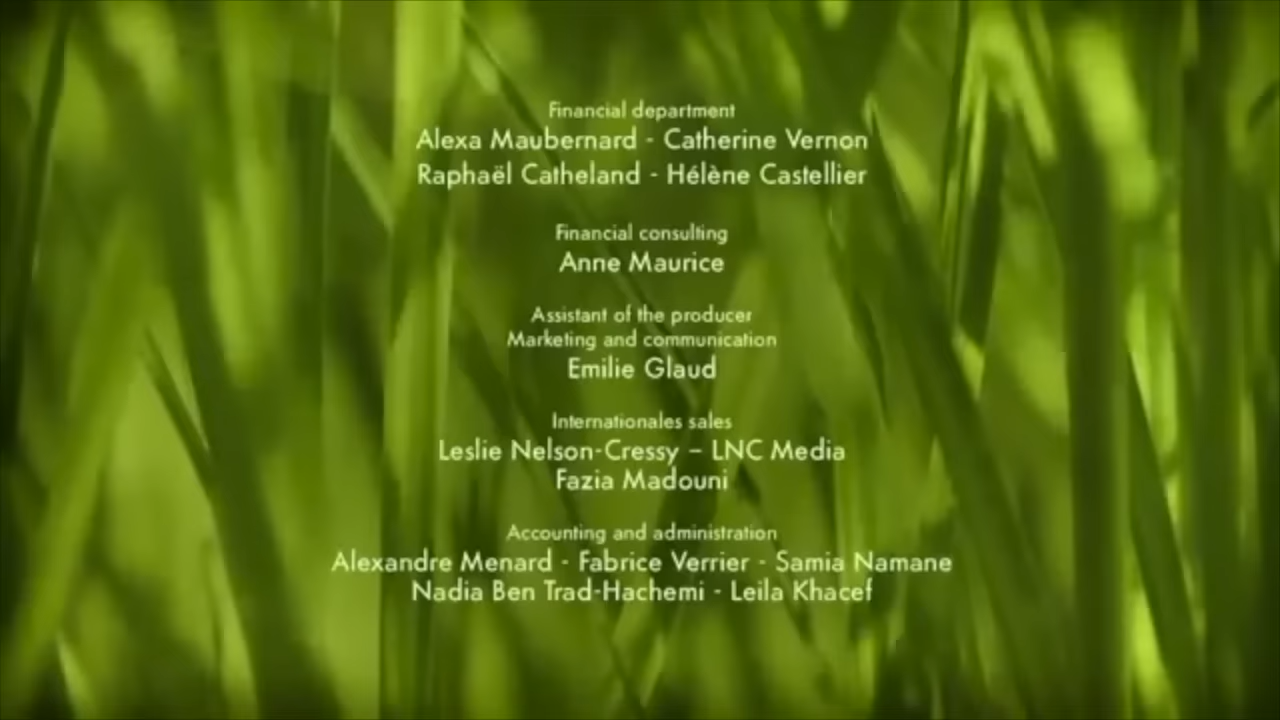 Financial department
Alexa Maubernard - Catherine Vernon
Raphaël Catheland - Hélène Castellier
Financial consulting
Anne Maurice
Assistant of the producer
Marketing and communication
Emilie Glaud
Internationales sales
Leslie Nelson-Cressy – LNC Media
Fazia Madouni
Accounting and administration
Alexandre Menard - Fabrice Verrier - Samia Namane
Nadia Ben Trad-Hachemi - Leila Khacef